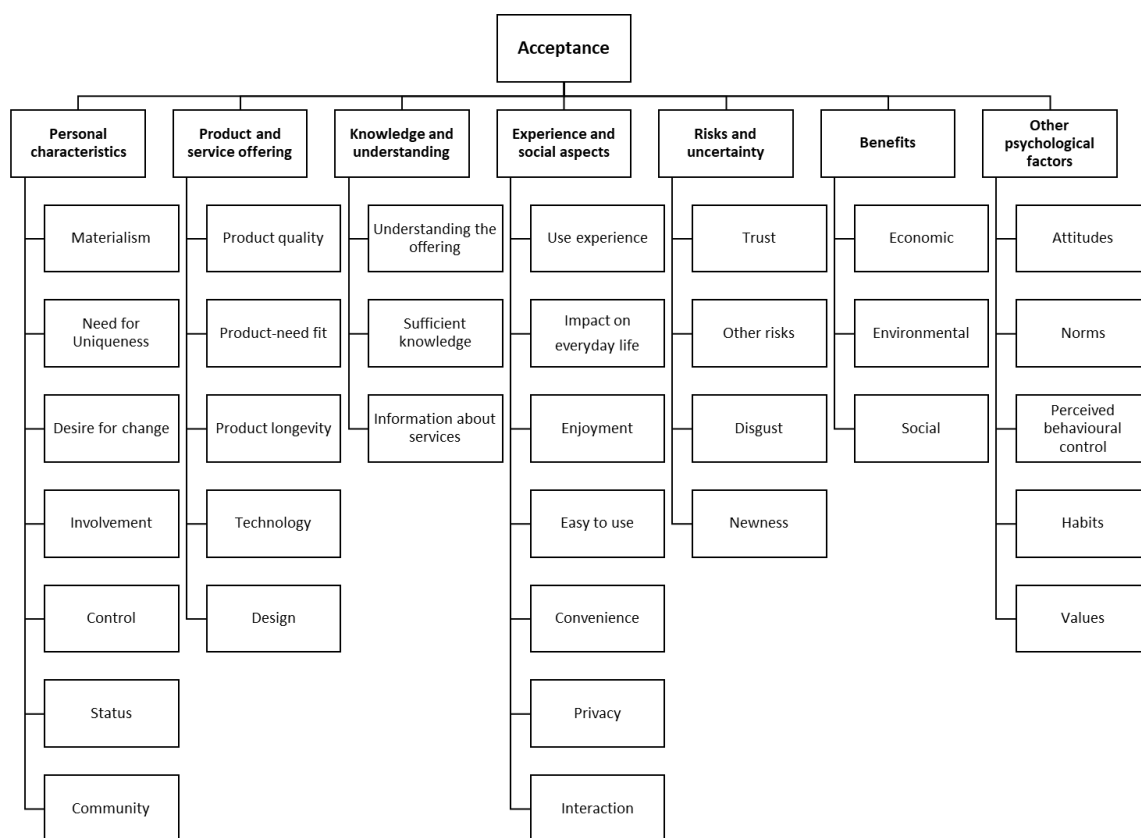 Acceptance
Personal
characteristics
Product and
service offering
Knowledge and
understanding
Experience and
social aspects
Risks and
uncertainty
Benefits
Other
psychological
factors
Materialism
Need for
Uniqueness
Desire for change
Involvement
Control
Status
Community
Product quality
Product-need fit
Product longevity
Technology
Design
Understanding the
offering
Sufficient
knowledge
Information about
services
Use experience
Impact on
everyday life
Enjoyment
Easy to use
Convenience
Privacy
Interaction
Trust
Other risks
Disgust
Newness
Economic
Environmental
Social
Attitudes
Norms
Perceived
behavioural
control
Habits
Values